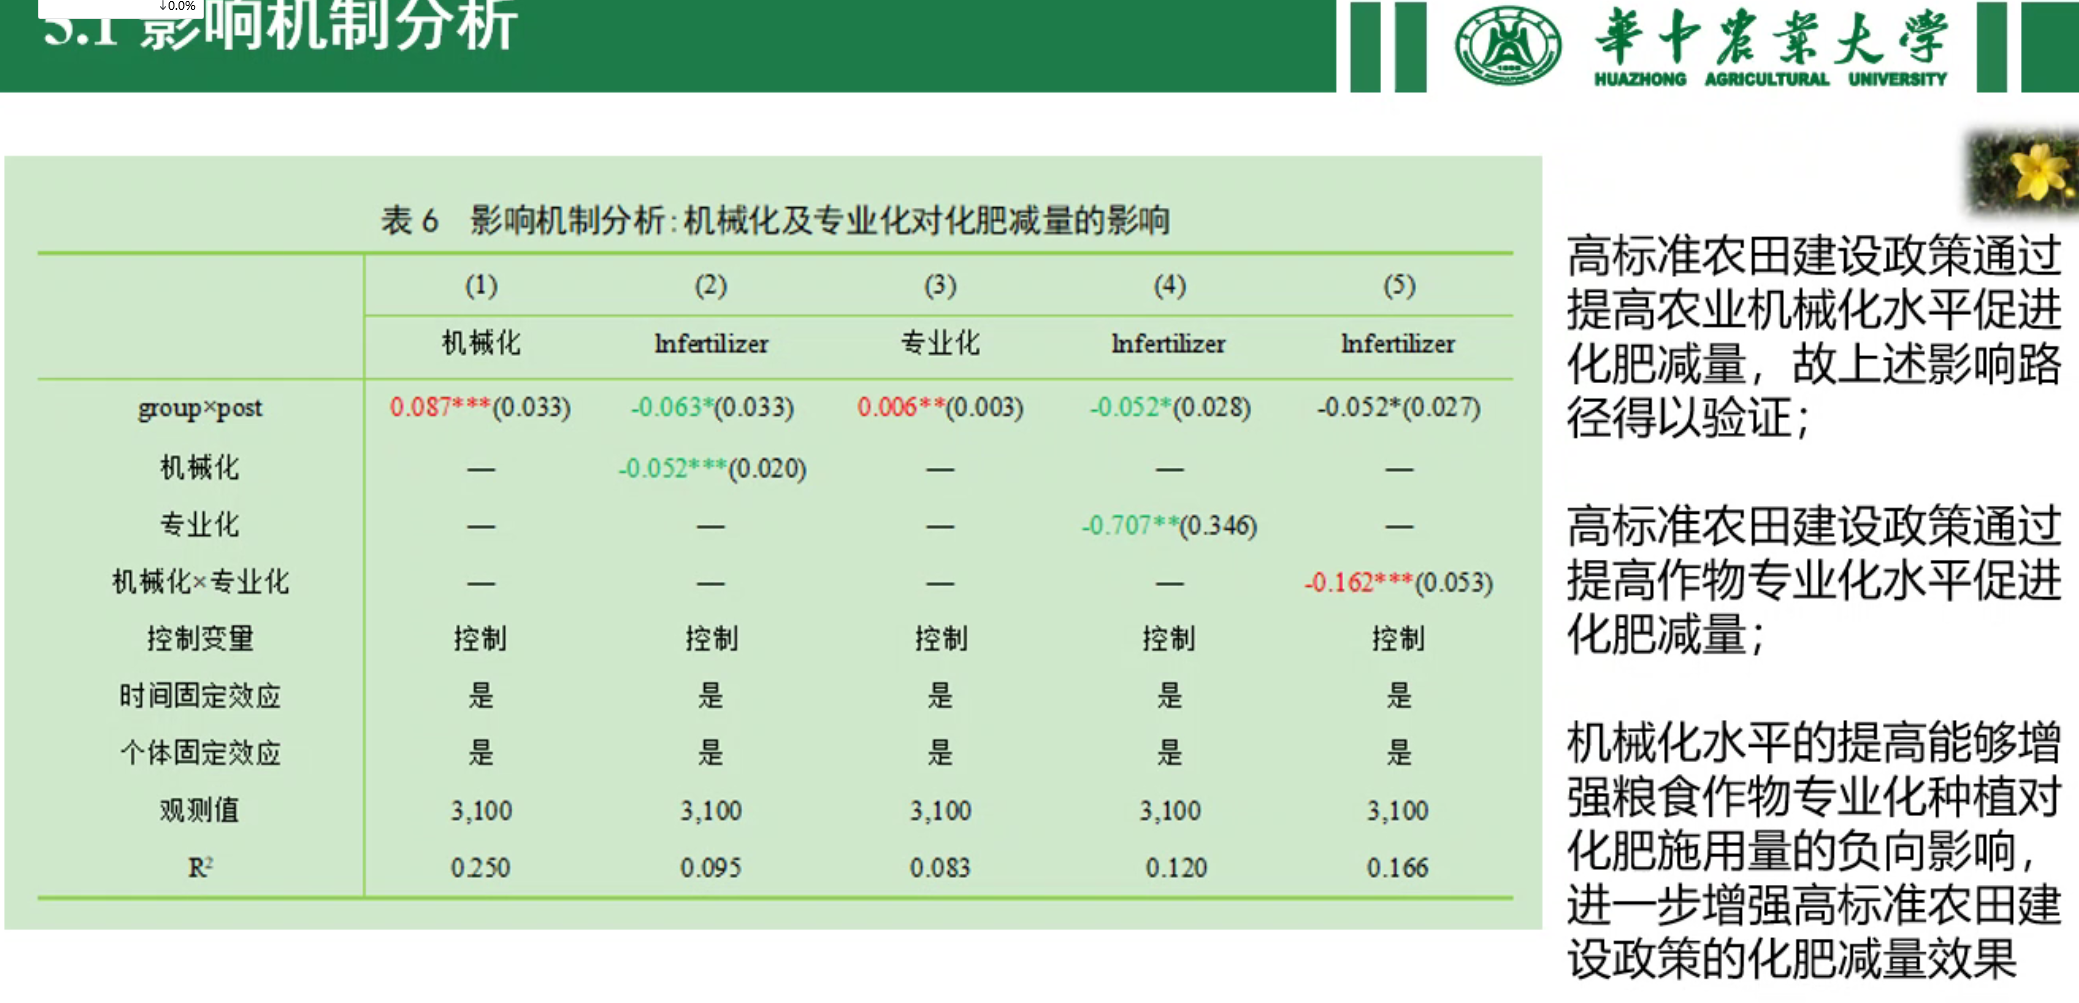 ↓0.0%
5.1 影响机制分析
華中農業大学
HUAZHONG AGRICULTURAL UNIVERSITY
表 6 影响机制分析:机械化及专业化对化肥减量的影响
(1) (2) (3) (4) (5)
机械化 lnfertilizer 专业化 lnfertilizer lnfertilizer
group×post 0.087***(0.033) -0.063*(0.033) 0.006**(0.003) -0.052*(0.028) -0.052*(0.027)
机械化 — -0.052***(0.020) — — —
专业化 — — — -0.707**(0.346) —
机械化×专业化 — — — — -0.162***(0.053)
控制变量 控制 控制 控制 控制 控制
时间固定效应 是 是 是 是 是
个体固定效应 是 是 是 是 是
观测值 3,100 3,100 3,100 3,100 3,100
R² 0.250 0.095 0.083 0.120 0.166
高标准农田建设政策通过
提高农业机械化水平促进
化肥减量，故上述影响路
径得以验证；
高标准农田建设政策通过
提高作物专业化水平促进
化肥减量；
机械化水平的提高能够增
强粮食作物专业化种植对
化肥施用量的负向影响，
进一步增强高标准农田建
设政策的化肥减量效果